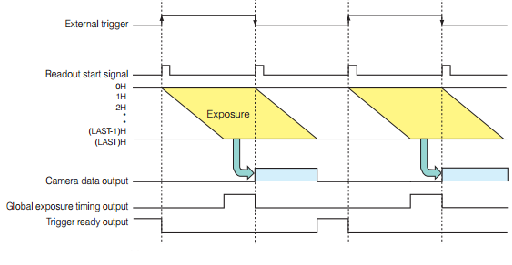 External trigger
Readout start signal
0H
1H
2H
(LAST-1)H
(LAST)H
Exposure
Camera data output
Global exposure timing output
Trigger ready output